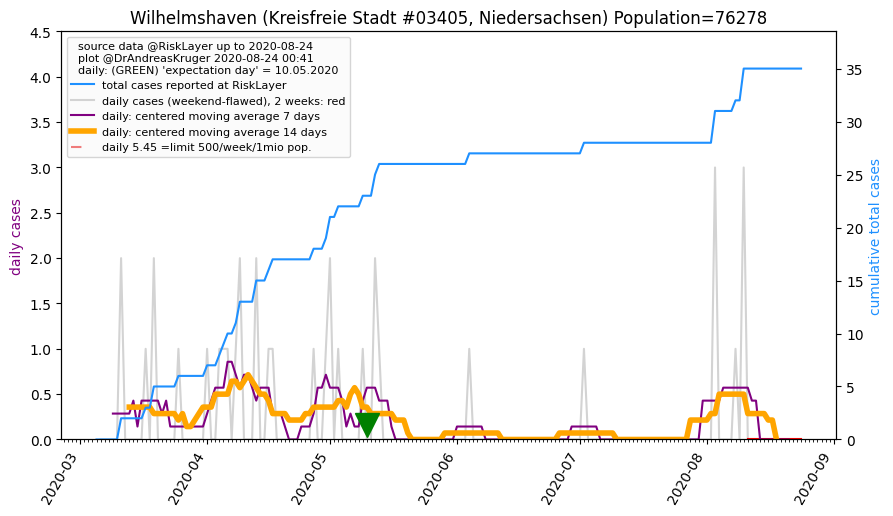 Wilhelmshaven (Kreisfreie Stadt #03405, Niedersachsen) Population=76278
source data @RiskLayer up to 2020-08-24
plot @DrAndreasKruger 2020-08-24 00:41
daily: (GREEN) 'expectation day' = 10.05.2020
total cases reported at RiskLayer
daily cases (weekend-flawed), 2 weeks: red
daily: centered moving average 7 days
daily: centered moving average 14 days
daily 5.45 =limit 500/week/1mio pop.
daily cases
4.5
4.0
3.5
3.0
2.5
2.0
1.5
1.0
0.5
0.0
cumulative total cases
35
30
25
20
15
10
5
0
2020-03
2020-04
2020-05
2020-06
2020-07
2020-08
2020-09